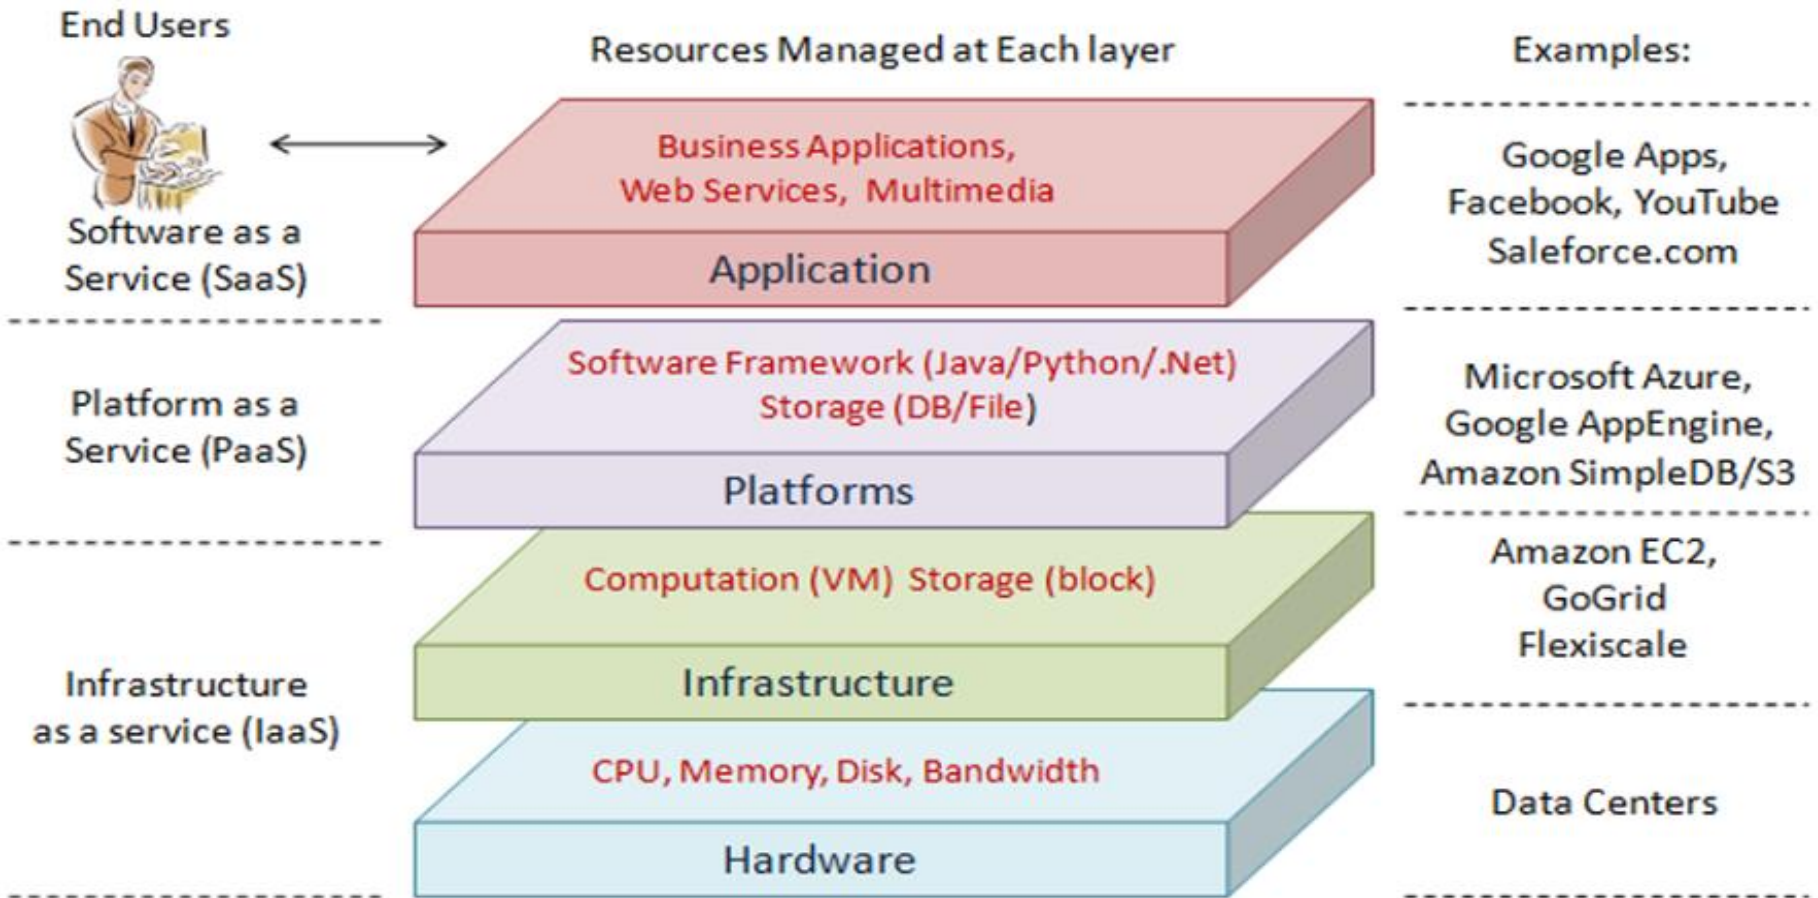 End Users
Resources Managed at Each layer
Examples:
Business Applications,
Web Services, Multimedia
Application
Google Apps,
Facebook, YouTube
Saleforce.com
Software as a
Service (SaaS)
Software Framework (Java/Python/.Net)
Storage (DB/File)
Platforms
Platform as a
Service (PaaS)
Microsoft Azure,
Google AppEngine,
Amazon SimpleDB/S3
Computation (VM) Storage (block)
Infrastructure
Amazon EC2,
GoGrid
Flexiscale
Infrastructure
as a service (IaaS)
CPU, Memory, Disk, Bandwidth
Hardware
Data Centers